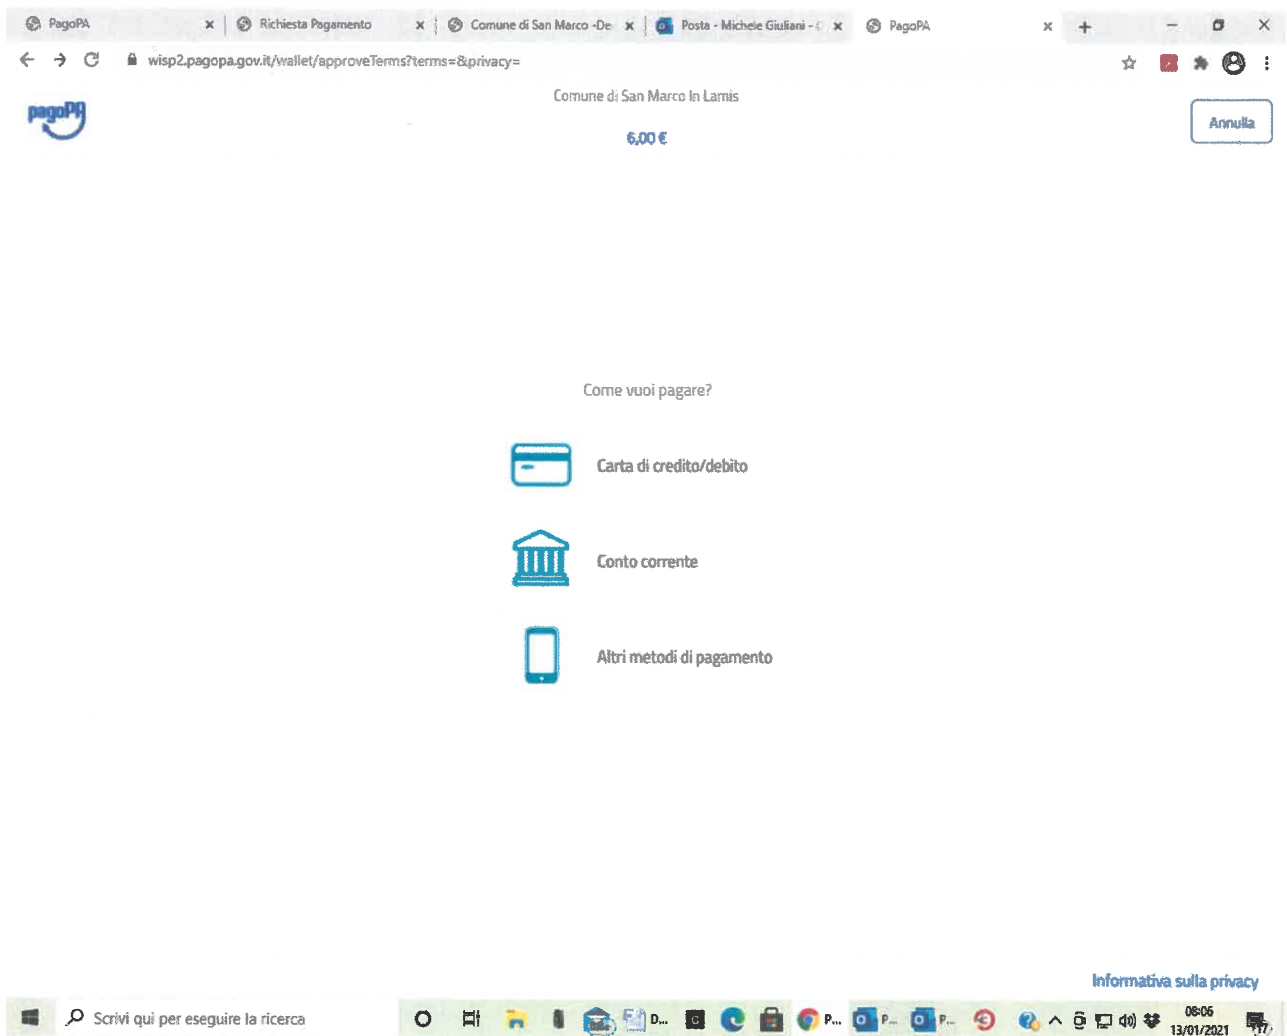 PagoPA
Richiesta Pagamento
Comune di San Marco -De
Posta - Michele Giuliani -
PagoPA
wisp2.pagopa.gov.it/wallet/approveTerms?terms=&privacy=
pagoPA
Comune di San Marco In Lamis
6,00 €
Annulla
Come vuoi pagare?
Carta di credito/debito
Conto corrente
Altri metodi di pagamento
Informativa sulla privacy
Scrivi qui per eseguire la ricerca
D...
P...
P...
P...
08:06
13/01/2021